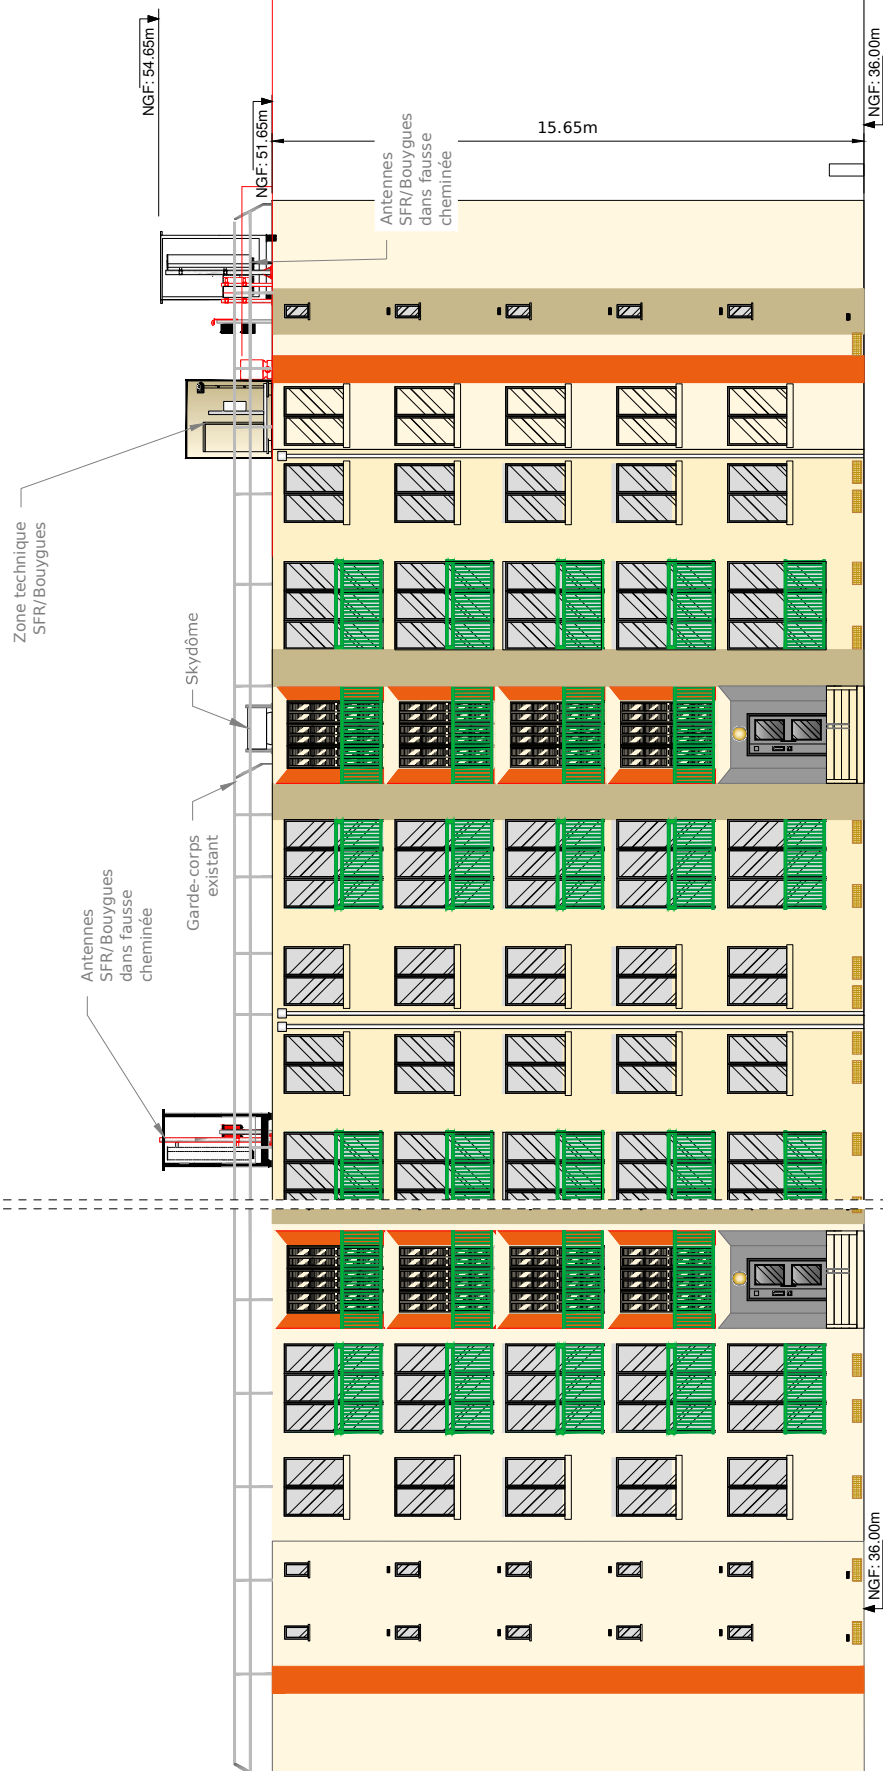 NGF: 54.65m
NGF: 51.65m
NGF: 36.00m
15.65m
Antennes
SFR/Bouygues
dans fausse
cheminée
Zone technique
SFR/Bouygues
Skydôme
Garde-corps
existant
Antennes
SFR/Bouygues
dans fausse
cheminée
NGF: 36.00m